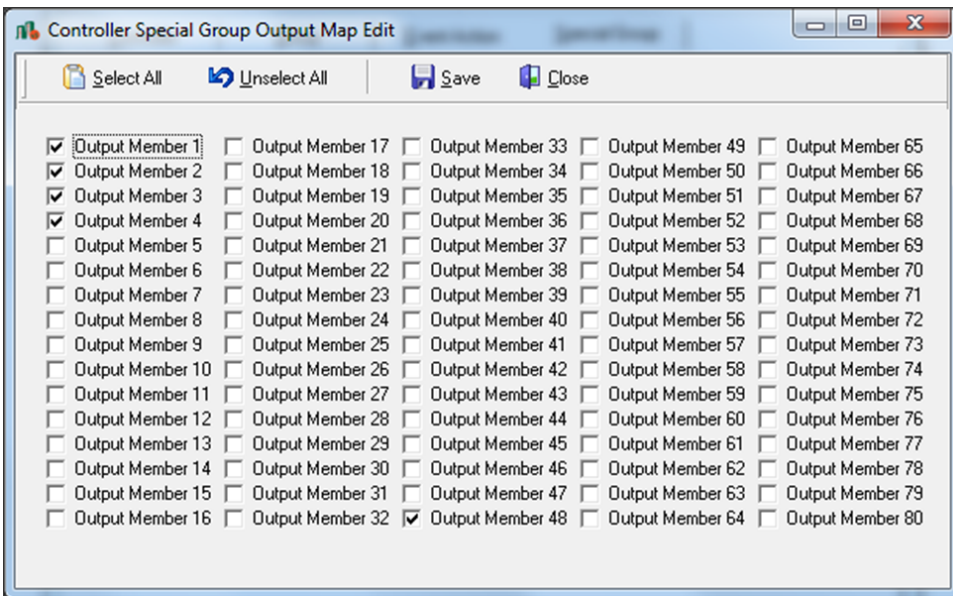 Controller Special Group Output Map Edit
Select All Unselect All Save Close
Output Member 1 Output Member 17 Output Member 33 Output Member 49 Output Member 65
Output Member 2 Output Member 18 Output Member 34 Output Member 50 Output Member 66
Output Member 3 Output Member 19 Output Member 35 Output Member 51 Output Member 67
Output Member 4 Output Member 20 Output Member 36 Output Member 52 Output Member 68
Output Member 5 Output Member 21 Output Member 37 Output Member 53 Output Member 69
Output Member 6 Output Member 22 Output Member 38 Output Member 54 Output Member 70
Output Member 7 Output Member 23 Output Member 39 Output Member 55 Output Member 71
Output Member 8 Output Member 24 Output Member 40 Output Member 56 Output Member 72
Output Member 9 Output Member 25 Output Member 41 Output Member 57 Output Member 73
Output Member 10 Output Member 26 Output Member 42 Output Member 58 Output Member 74
Output Member 11 Output Member 27 Output Member 43 Output Member 59 Output Member 75
Output Member 12 Output Member 28 Output Member 44 Output Member 60 Output Member 76
Output Member 13 Output Member 29 Output Member 45 Output Member 61 Output Member 77
Output Member 14 Output Member 30 Output Member 46 Output Member 62 Output Member 78
Output Member 15 Output Member 31 Output Member 47 Output Member 63 Output Member 79
Output Member 16 Output Member 32 Output Member 48 Output Member 64 Output Member 80